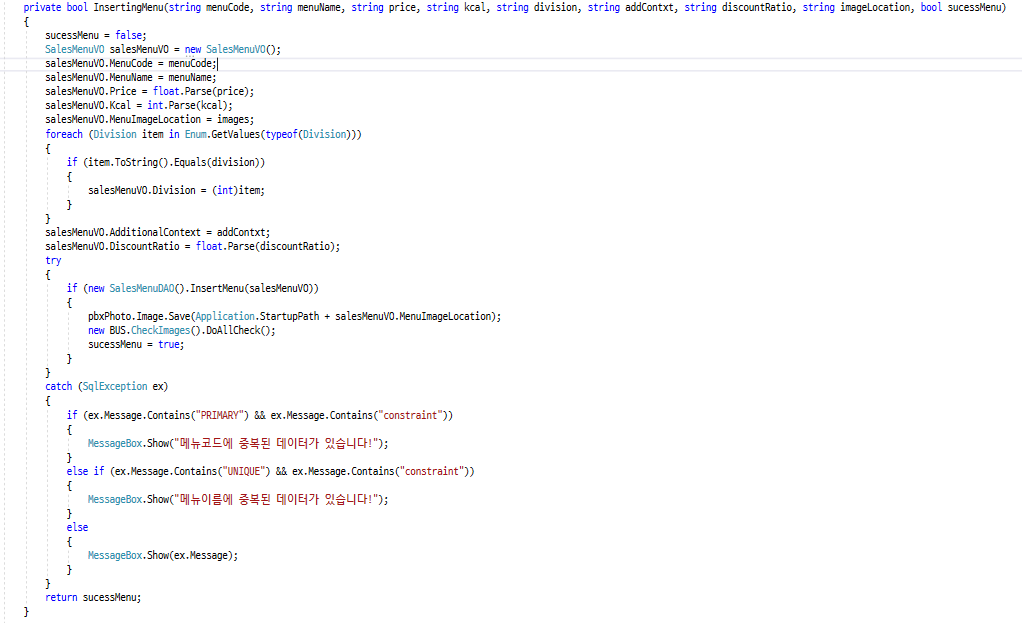 private bool InsertingMenu(string menuCode, string menuName, string price, string kcal, string division, string addContxt, string discountRatio, string imageLocation, bool sucessMenu)
{
sucessMenu = false;
SalesMenuVO salesMenuVO = new SalesMenuVO();
salesMenuVO.MenuCode = menuCode;
salesMenuVO.MenuName = menuName;
salesMenuVO.Price = float.Parse(price);
salesMenuVO.Kcal = int.Parse(kcal);
salesMenuVO.MenuImageLocation = images;
foreach (Division item in Enum.GetValues(typeof(Division)))
{
if (item.ToString().Equals(division))
{
salesMenuVO.Division = (int)item;
}
}
salesMenuVO.AdditionalContext = addContxt;
salesMenuVO.DiscountRatio = float.Parse(discountRatio);
try
{
if (new SalesMenuDAO().InsertMenu(salesMenuVO))
{
pbxPhoto.Image.Save(Application.StartupPath + salesMenuVO.MenuImageLocation);
new BUS.CheckImages().DoAllCheck();
sucessMenu = true;
}
}
catch (SqlException ex)
{
if (ex.Message.Contains("PRIMARY") && ex.Message.Contains("constraint"))
{
MessageBox.Show("메뉴코드에 중복된 데이터가 있습니다!");
}
else if (ex.Message.Contains("UNIQUE") && ex.Message.Contains("constraint"))
{
MessageBox.Show("메뉴이름에 중복된 데이터가 있습니다!");
}
else
{
MessageBox.Show(ex.Message);
}
}
return sucessMenu;
}